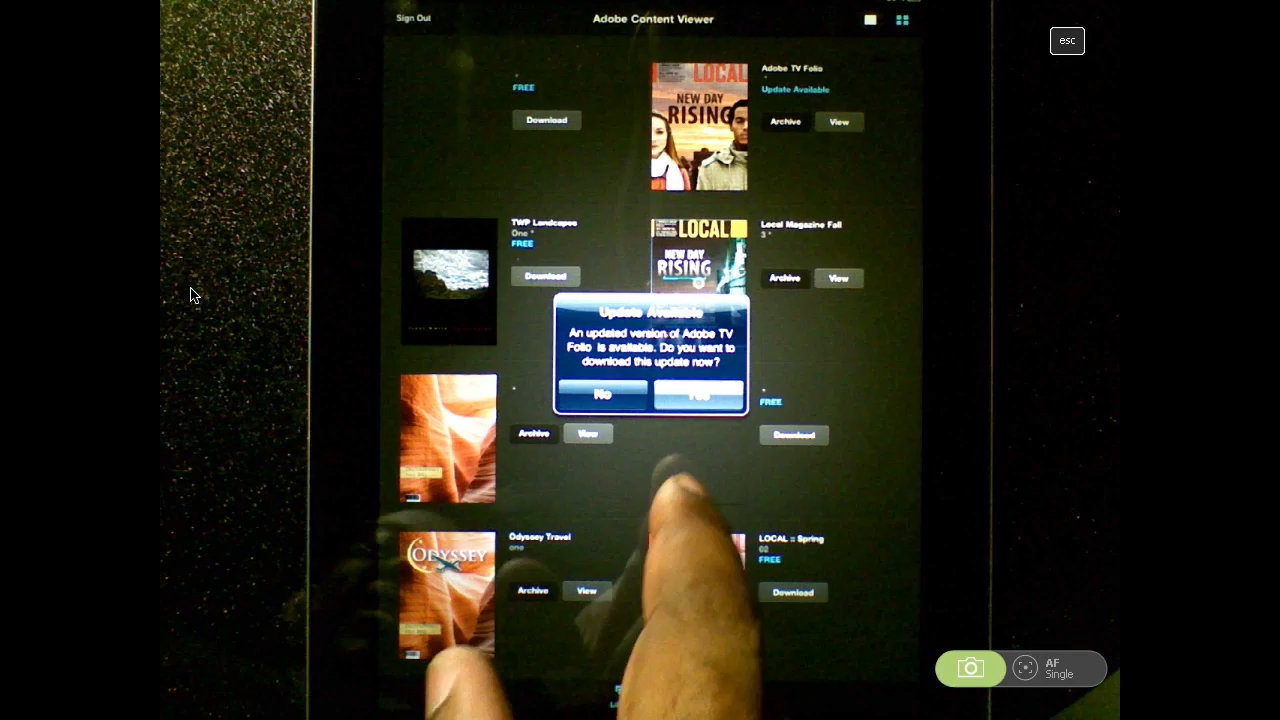 Sign Out
Adobe Content Viewer
esc
FREE
Download
LOCAL
NEW DAY
RISING
Adobe TV Folio
Update Available
Archive
View
TWP Landscapes
One *
FREE
Download
LOCAL
NEW DAY
RISING
Local Magazine Fall
3 *
Archive
View
Update Available
An updated version of Adobe TV
Folio is available. Do you want to
download this update now?
No
Yes
Archive
View
FREE
Download
ODYSSEY
Odyssey Travel
one
Archive
View
LOCAL :: Spring
02
FREE
Download
AF
Single